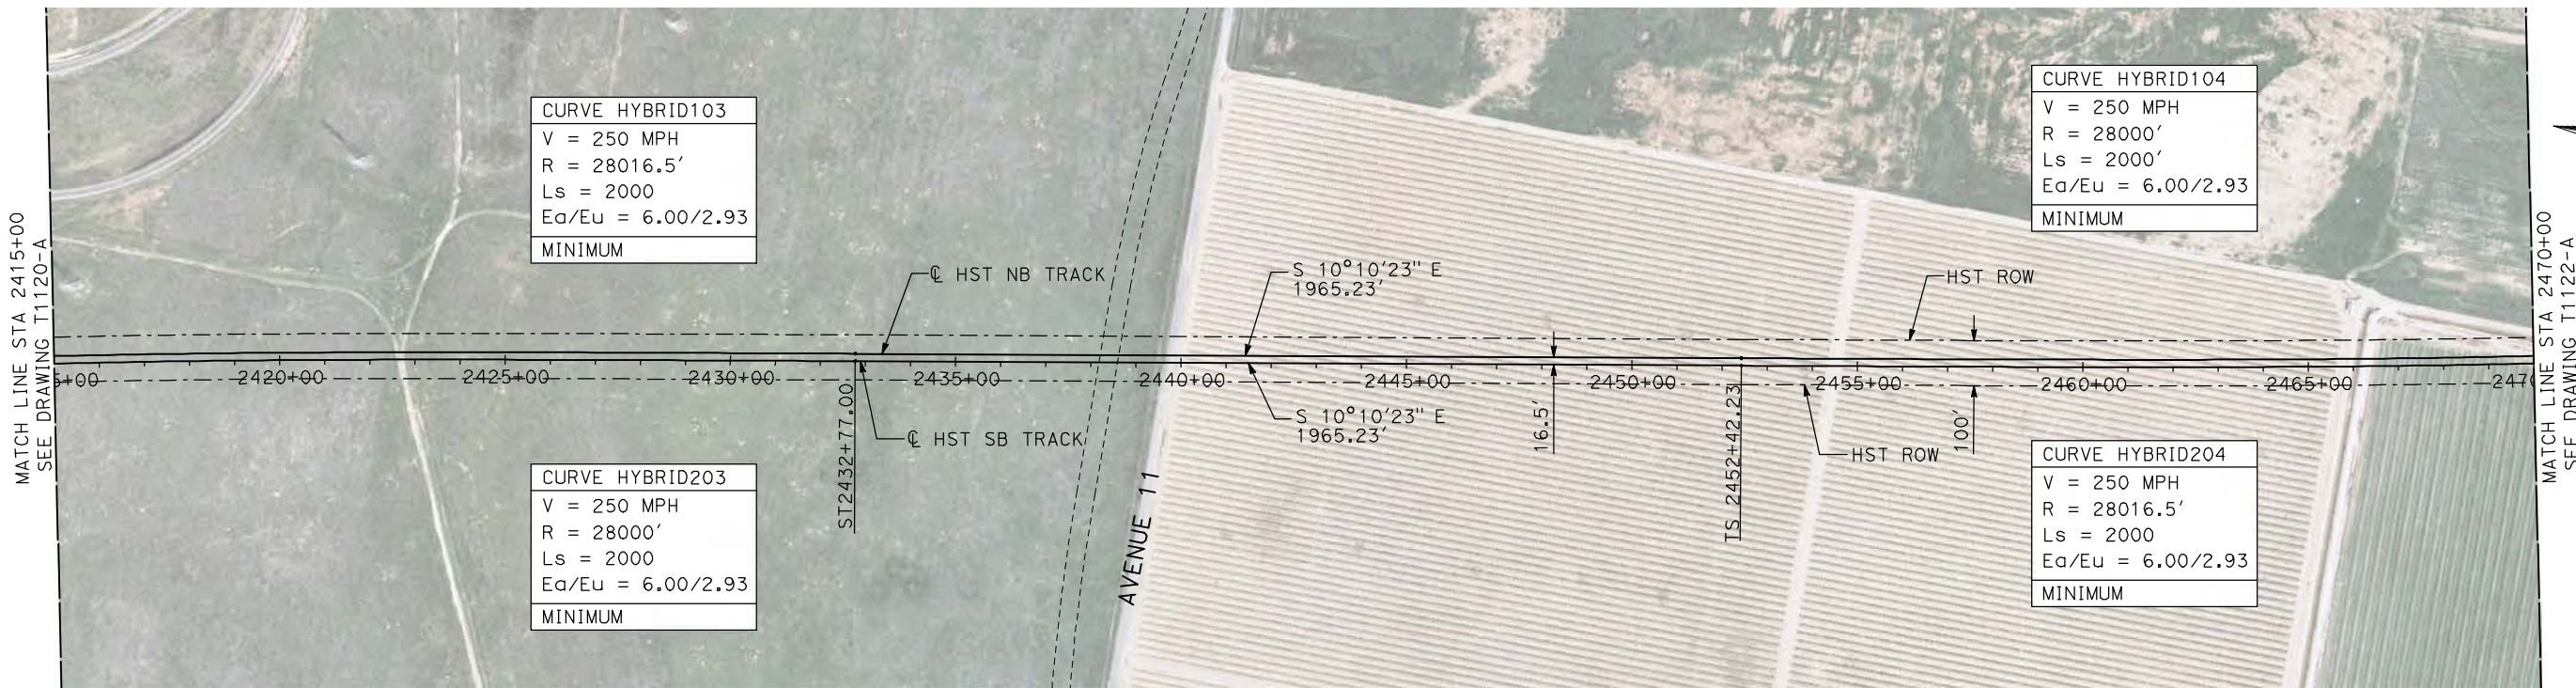 MATCH LINE STA 2415+00
SEE DRAWING T1120-A
CURVE HYBRID103
V = 250 MPH
R = 28016.5′
Ls = 2000
Ea/Eu = 6.00/2.93
MINIMUM
CURVE HYBRID104
V = 250 MPH
R = 28000′
Ls = 2000′
Ea/Eu = 6.00/2.93
MINIMUM
℄ HST NB TRACK
S 10°10′23" E
1965.23′
HST ROW
5+00
2420+00
2425+00
2430+00
2435+00
2440+00
2445+00
2450+00
2455+00
2460+00
2465+00
2470
ST2432+77.00
℄ HST SB TRACK
S 10°10′23" E
1965.23′
16.5′
TS 2452+42.23
HST ROW
100′
AVENUE 11
CURVE HYBRID203
V = 250 MPH
R = 28000′
Ls = 2000
Ea/Eu = 6.00/2.93
MINIMUM
CURVE HYBRID204
V = 250 MPH
R = 28016.5′
Ls = 2000
Ea/Eu = 6.00/2.93
MINIMUM
MATCH LINE STA 2470+00
SEE DRAWING T1122-A